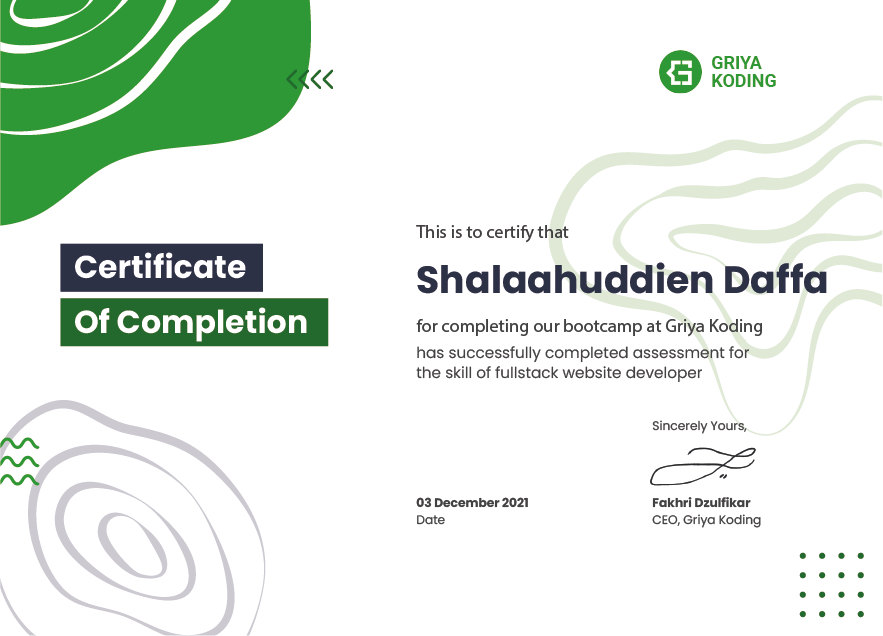 GRIYA
KODING
Certificate
Of Completion
This is to certify that
Shalaahuddien Daffa
for completing our bootcamp at Griya Koding
has successfully completed assessment for
the skill of fullstack website developer
Sincerely Yours,
03 December 2021
Date
Fakhri Dzulfikar
CEO, Griya Koding